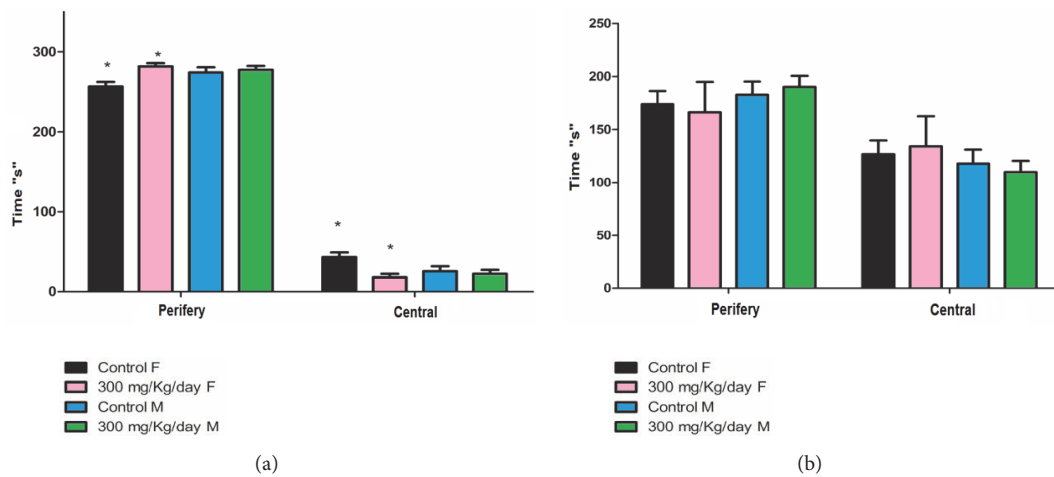 300
200
100
0
Time "s"
*
*
*
*
Perifery
Central
Control F
300 mg/Kg/day F
Control M
300 mg/Kg/day M
(a)
250
200
150
100
50
0
Time "s"
Perifery
Central
Control F
300 mg/Kg/day F
Control M
300 mg/Kg/day M
(b)